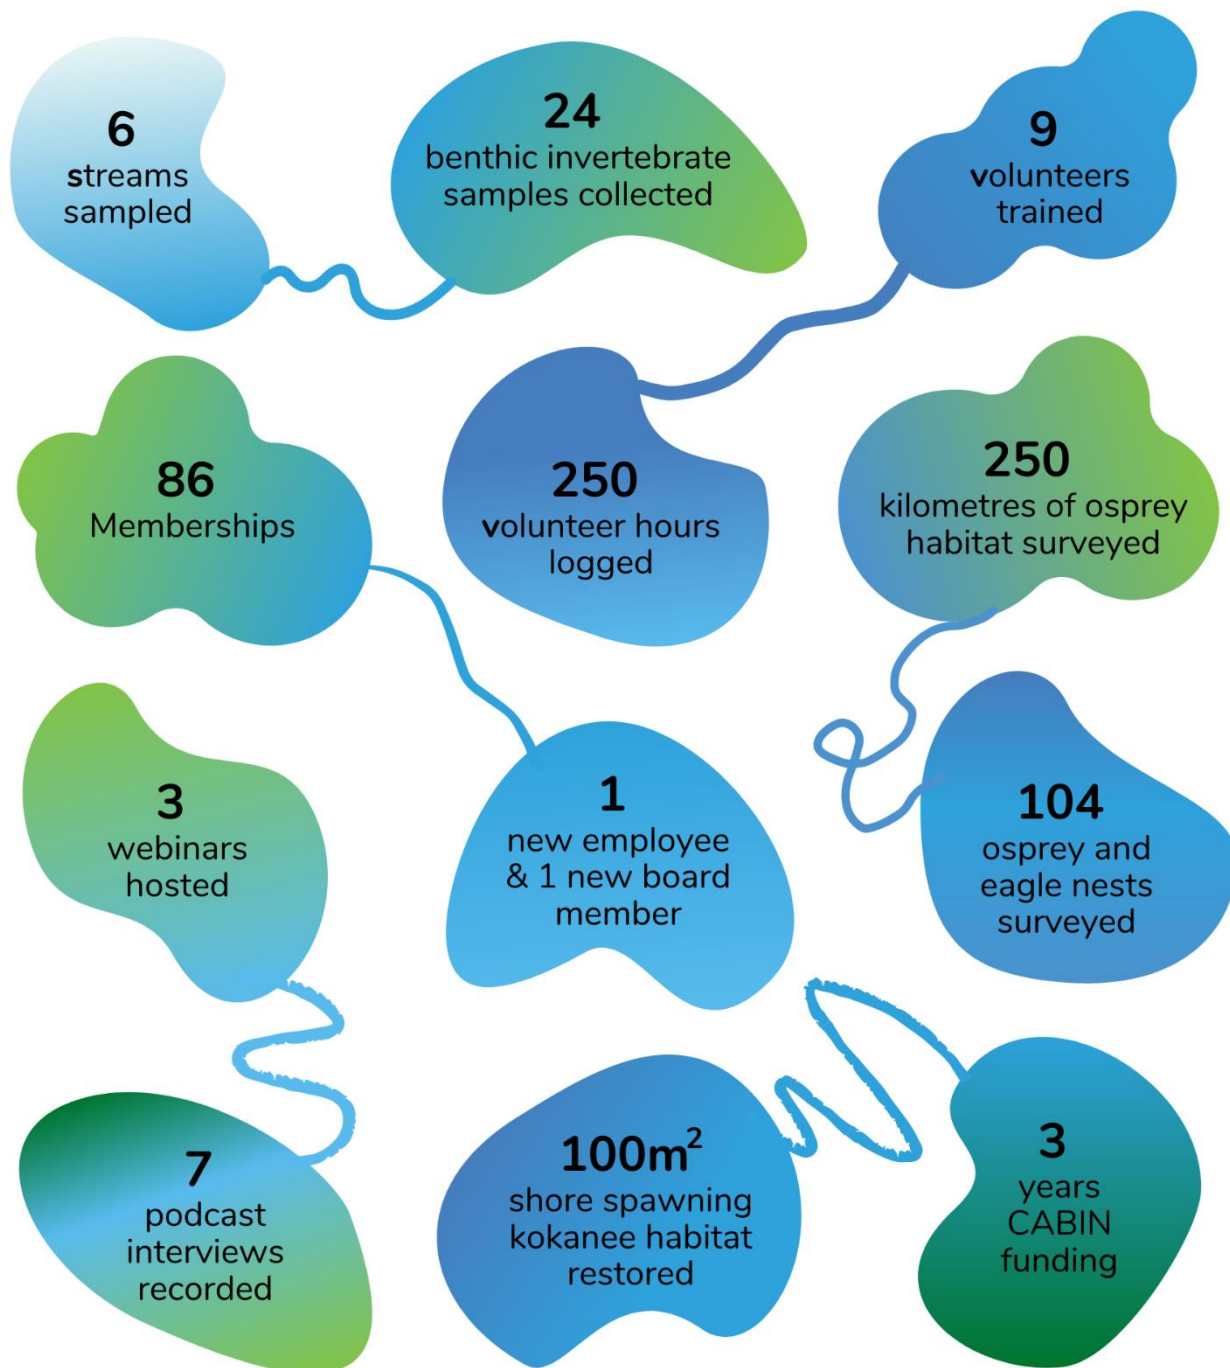 6
streams
sampled
24
benthic invertebrate
samples collected
9
volunteers
trained
86
Memberships
250
volunteer hours
logged
250
kilometres of osprey
habitat surveyed
3
webinars
hosted
1
new employee
& 1 new board
member
104
osprey and
eagle nests
surveyed
7
podcast
interviews
recorded
100m²
shore spawning
kokanee habitat
restored
3
years
CABIN
funding